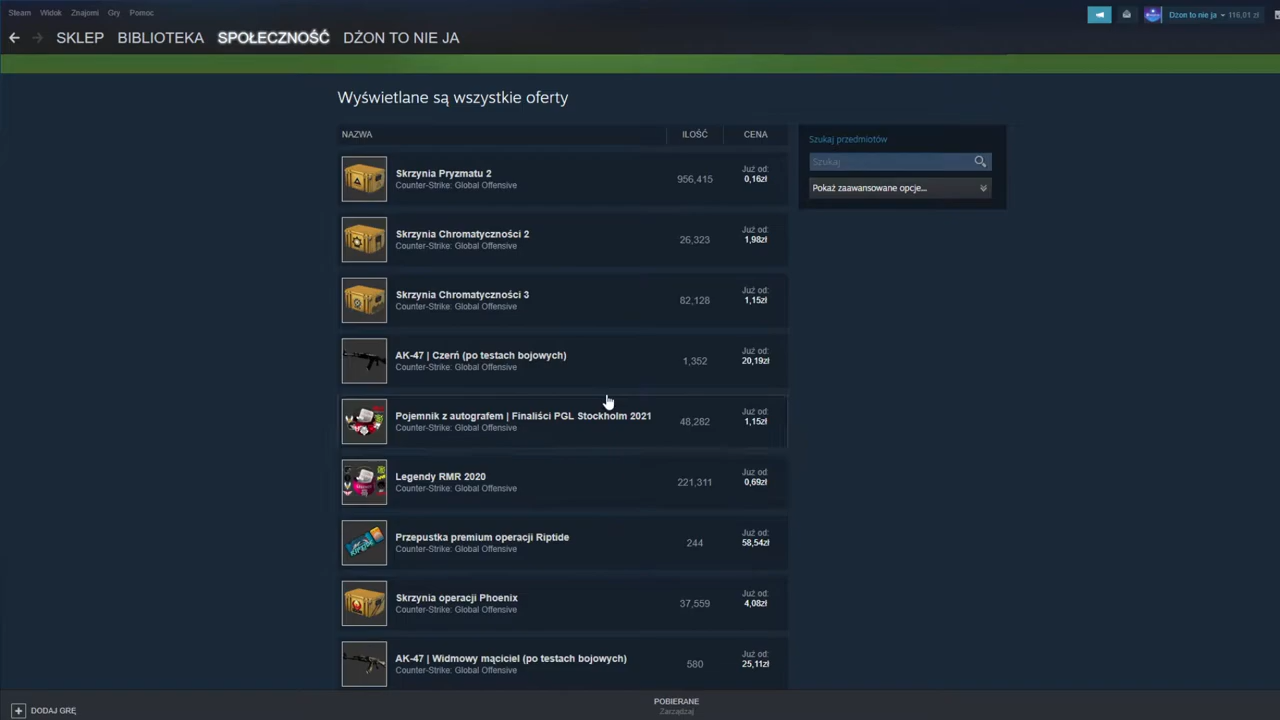 Steam Widok Znajomi Gry Pomoc
Dżon to nie ja 116,01 zł
SKLEP BIBLIOTEKA SPOŁECZNOŚĆ DŻON TO NIE JA
Wyświetlane są wszystkie oferty
NAZWA ILOŚĆ CENA
Szukaj przedmiotów
Szukaj
Pokaż zaawansowane opcje...
Skrzynia Pryzmatu 2
Counter-Strike: Global Offensive
956,415
Już od:
0,16zł
Skrzynia Chromatyczności 2
Counter-Strike: Global Offensive
26,323
Już od:
1,98zł
Skrzynia Chromatyczności 3
Counter-Strike: Global Offensive
82,128
Już od:
1,15zł
AK-47 | Czerń (po testach bojowych)
Counter-Strike: Global Offensive
1,352
Już od:
20,19zł
Pojemnik z autografem | Finaliści PGL Stockholm 2021
Counter-Strike: Global Offensive
48,282
Już od:
1,15zł
Legendy RMR 2020
Counter-Strike: Global Offensive
221,311
Już od:
0,69zł
Przepustka premium operacji Riptide
Counter-Strike: Global Offensive
244
Już od:
58,54zł
Skrzynia operacji Phoenix
Counter-Strike: Global Offensive
37,559
Już od:
4,08zł
AK-47 | Widmowy mąciciel (po testach bojowych)
Counter-Strike: Global Offensive
580
Już od:
25,11zł
DODAJ GRĘ
POBIERANE
Zarządzaj